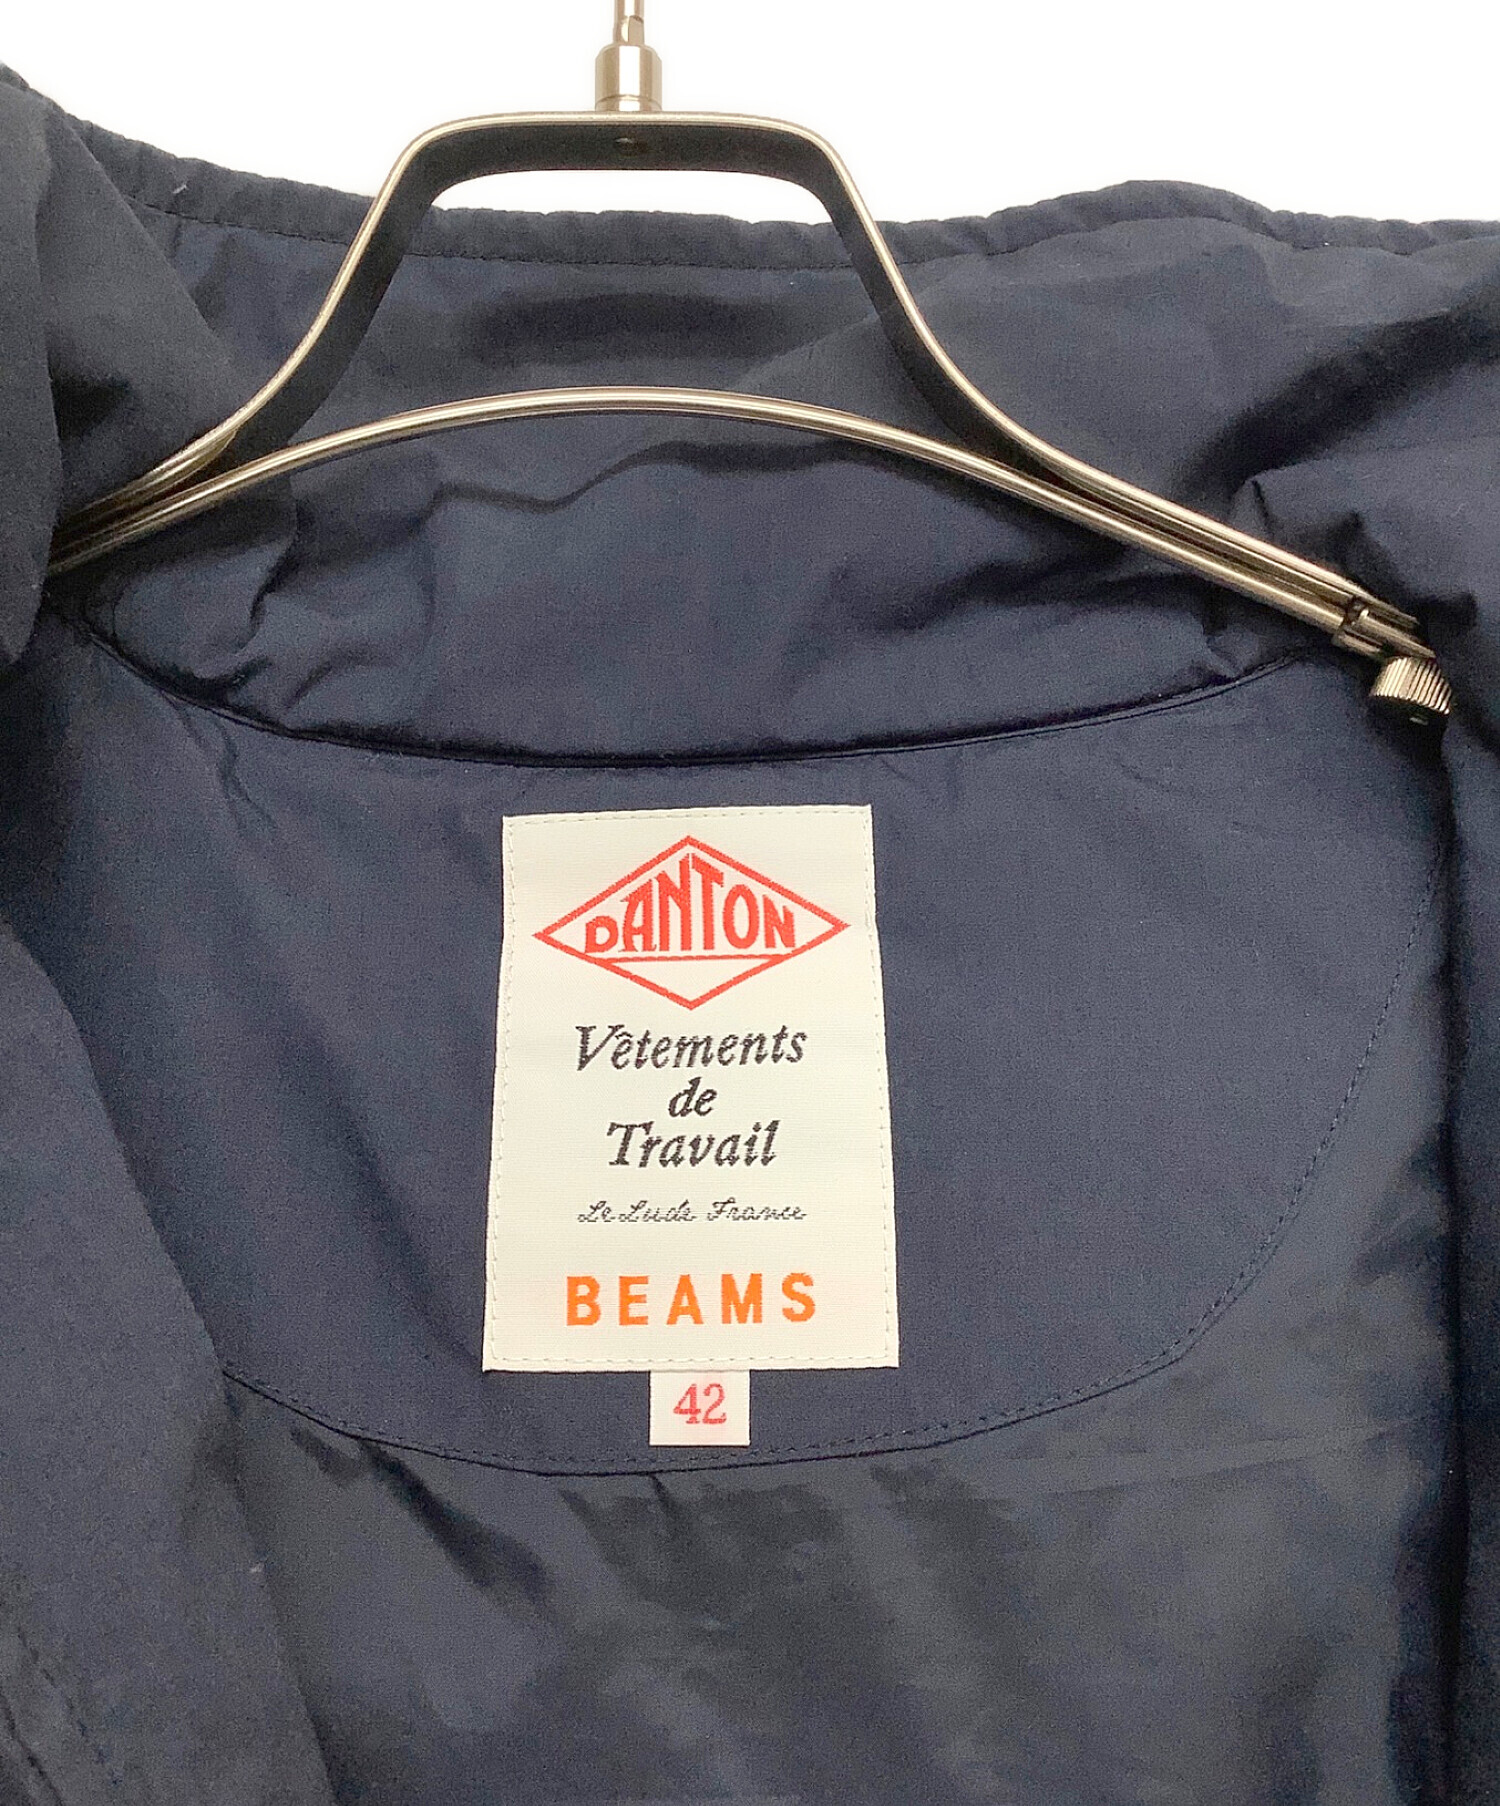 DANTON
Vêtements
de
Travail
Le Lude France
BEAMS
42